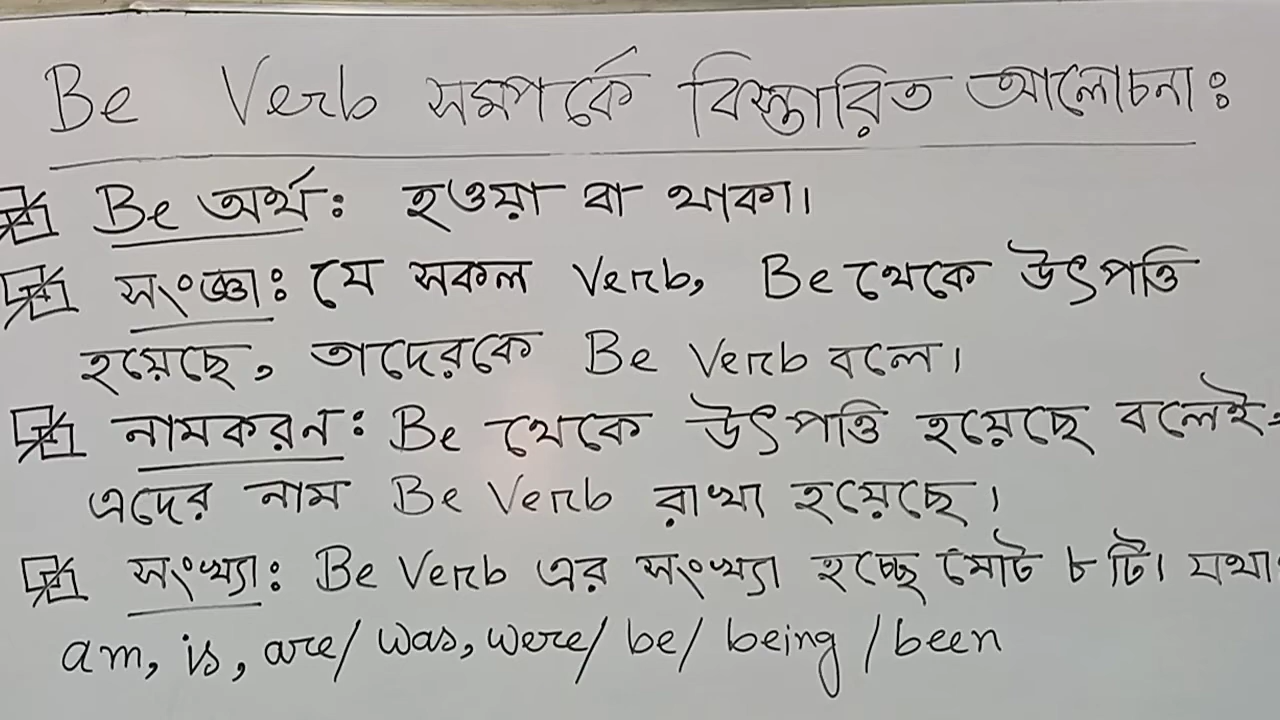 Be Verb সম্পর্কে বিস্তারিত আলোচনাঃ
Be অর্থঃ হওয়া বা থাকা।
সংজ্ঞাঃ যে সকল Verb, Be থেকে উৎপত্তি
হয়েছে, তাদেরকে Be Verb বলে।
নামকরনঃ Be থেকে উৎপত্তি হয়েছে বলেই-
এদের নাম Be Verb রাখা হয়েছে।
সংখ্যাঃ Be Verb এর সংখ্যা হচ্ছে মোট ৮ টি। যথাঃ
am, is, are/ was, were/ be/ being /been